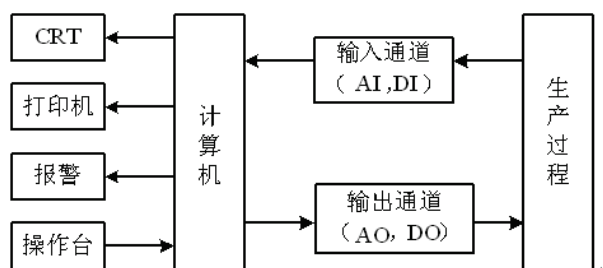 CRT
打印机
报警
操作台
计算机
输入通道
（AI,DI）
输出通道
（AO，DO）
生产过程